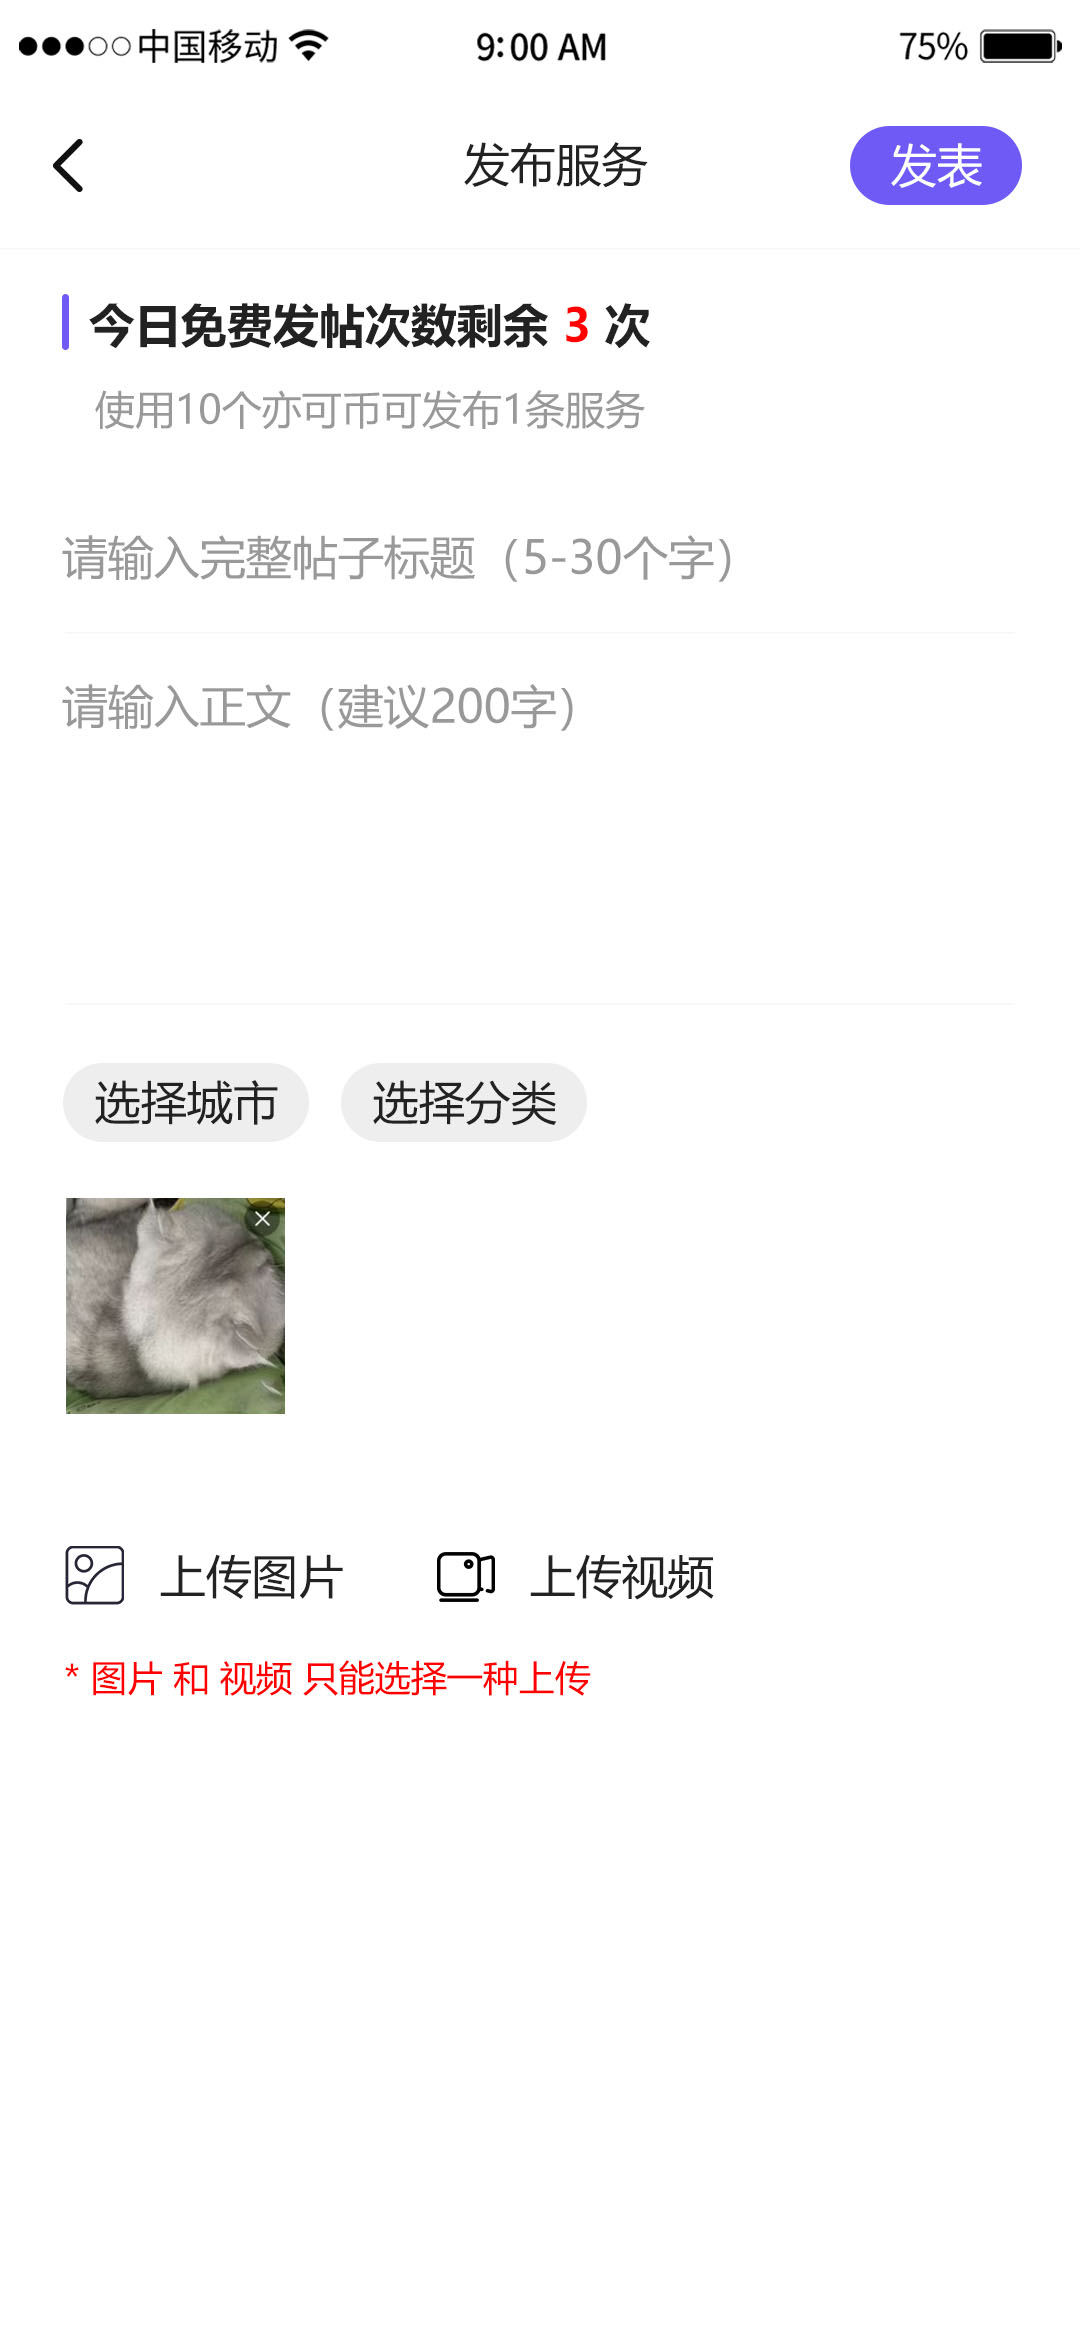 中国移动 9:00 AM 75%
发布服务 发表
今日免费发帖次数剩余 3 次
使用10个亦可币可发布1条服务
请输入完整帖子标题（5-30个字）
请输入正文（建议200字）
选择城市 选择分类
上传图片 上传视频
* 图片 和 视频 只能选择一种上传